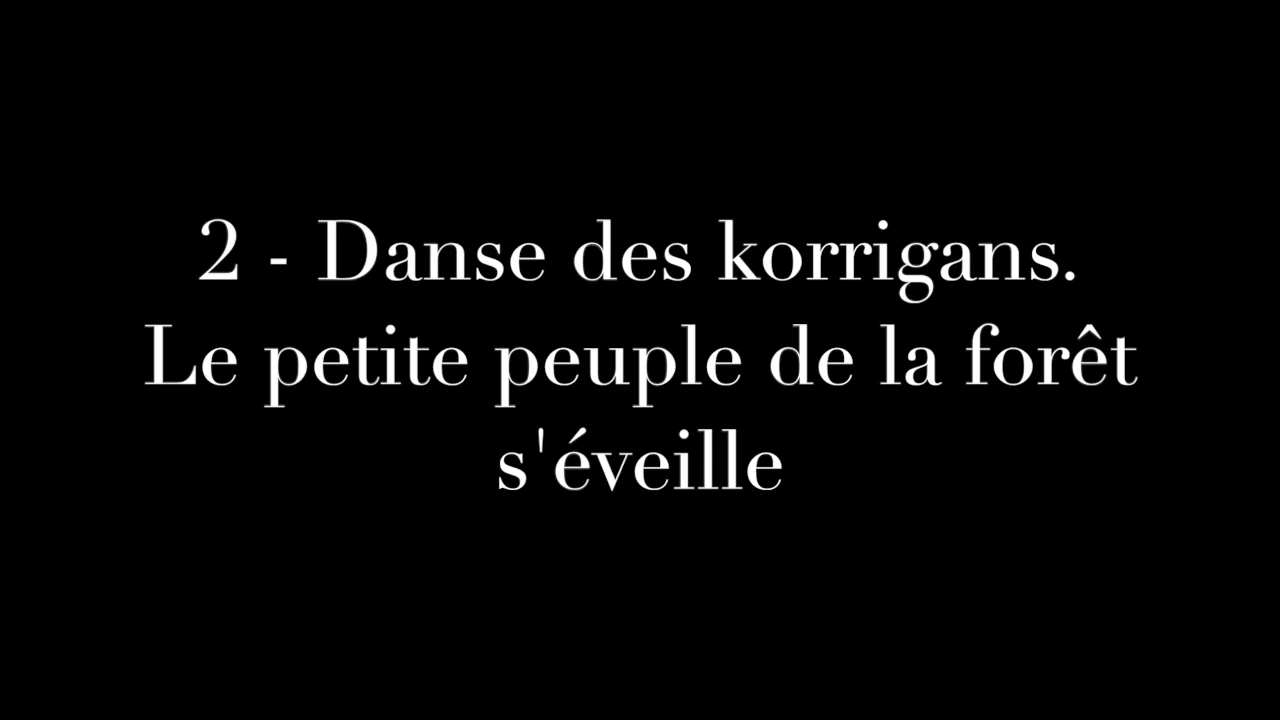 2 - Danse des korrigans.
Le petite peuple de la forêt
s'éveille